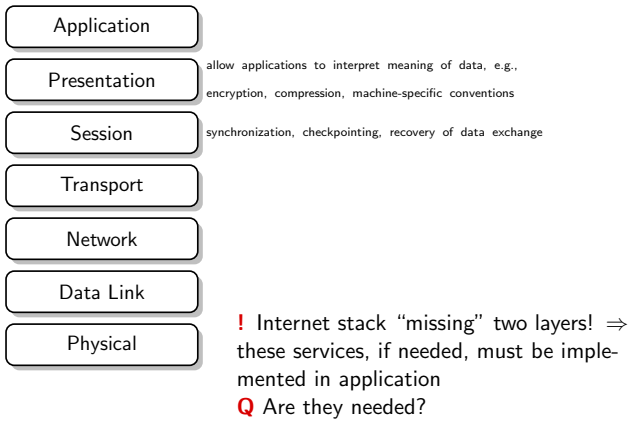 Application
Presentation
allow applications to interpret meaning of data, e.g.,
encryption, compression, machine-specific conventions
Session
synchronization, checkpointing, recovery of data exchange
Transport
Network
Data Link
Physical
! Internet stack “missing” two layers! ⇒
these services, if needed, must be imple-
mented in application
Q Are they needed?